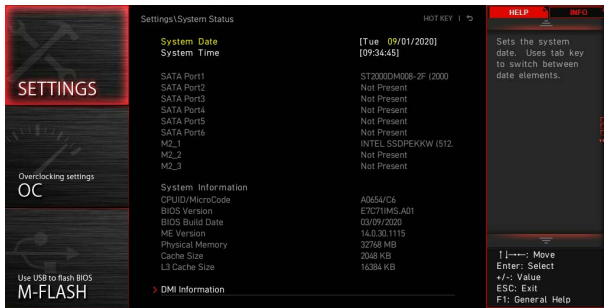 Settings\System Status
HOT KEY
HELP
INFO
System Date [Tue 09/01/2020]
System Time [09:34:45]
SATA Port1 ST2000DM008-2F (2000
SATA Port2 Not Present
SATA Port3 Not Present
SATA Port4 Not Present
SATA Port5 Not Present
SATA Port6 Not Present
M2_1 INTEL SSDPEKKW (512.
M2_2 Not Present
M2_3 Not Present
System Information
CPUID/MicroCode A0654/C6
BIOS Version E7C71IMS.A01
BIOS Build Date 03/09/2020
ME Version 14.0.30.1115
Physical Memory 32768 MB
Cache Size 2048 KB
L3 Cache Size 16384 KB
DMI Information
SETTINGS
Overclocking settings
OC
Use USB to flash BIOS
M-FLASH
Sets the system
date. Uses tab key
to switch between
date elements.
↑↓→←: Move
Enter: Select
+/-: Value
ESC: Exit
F1: General Help